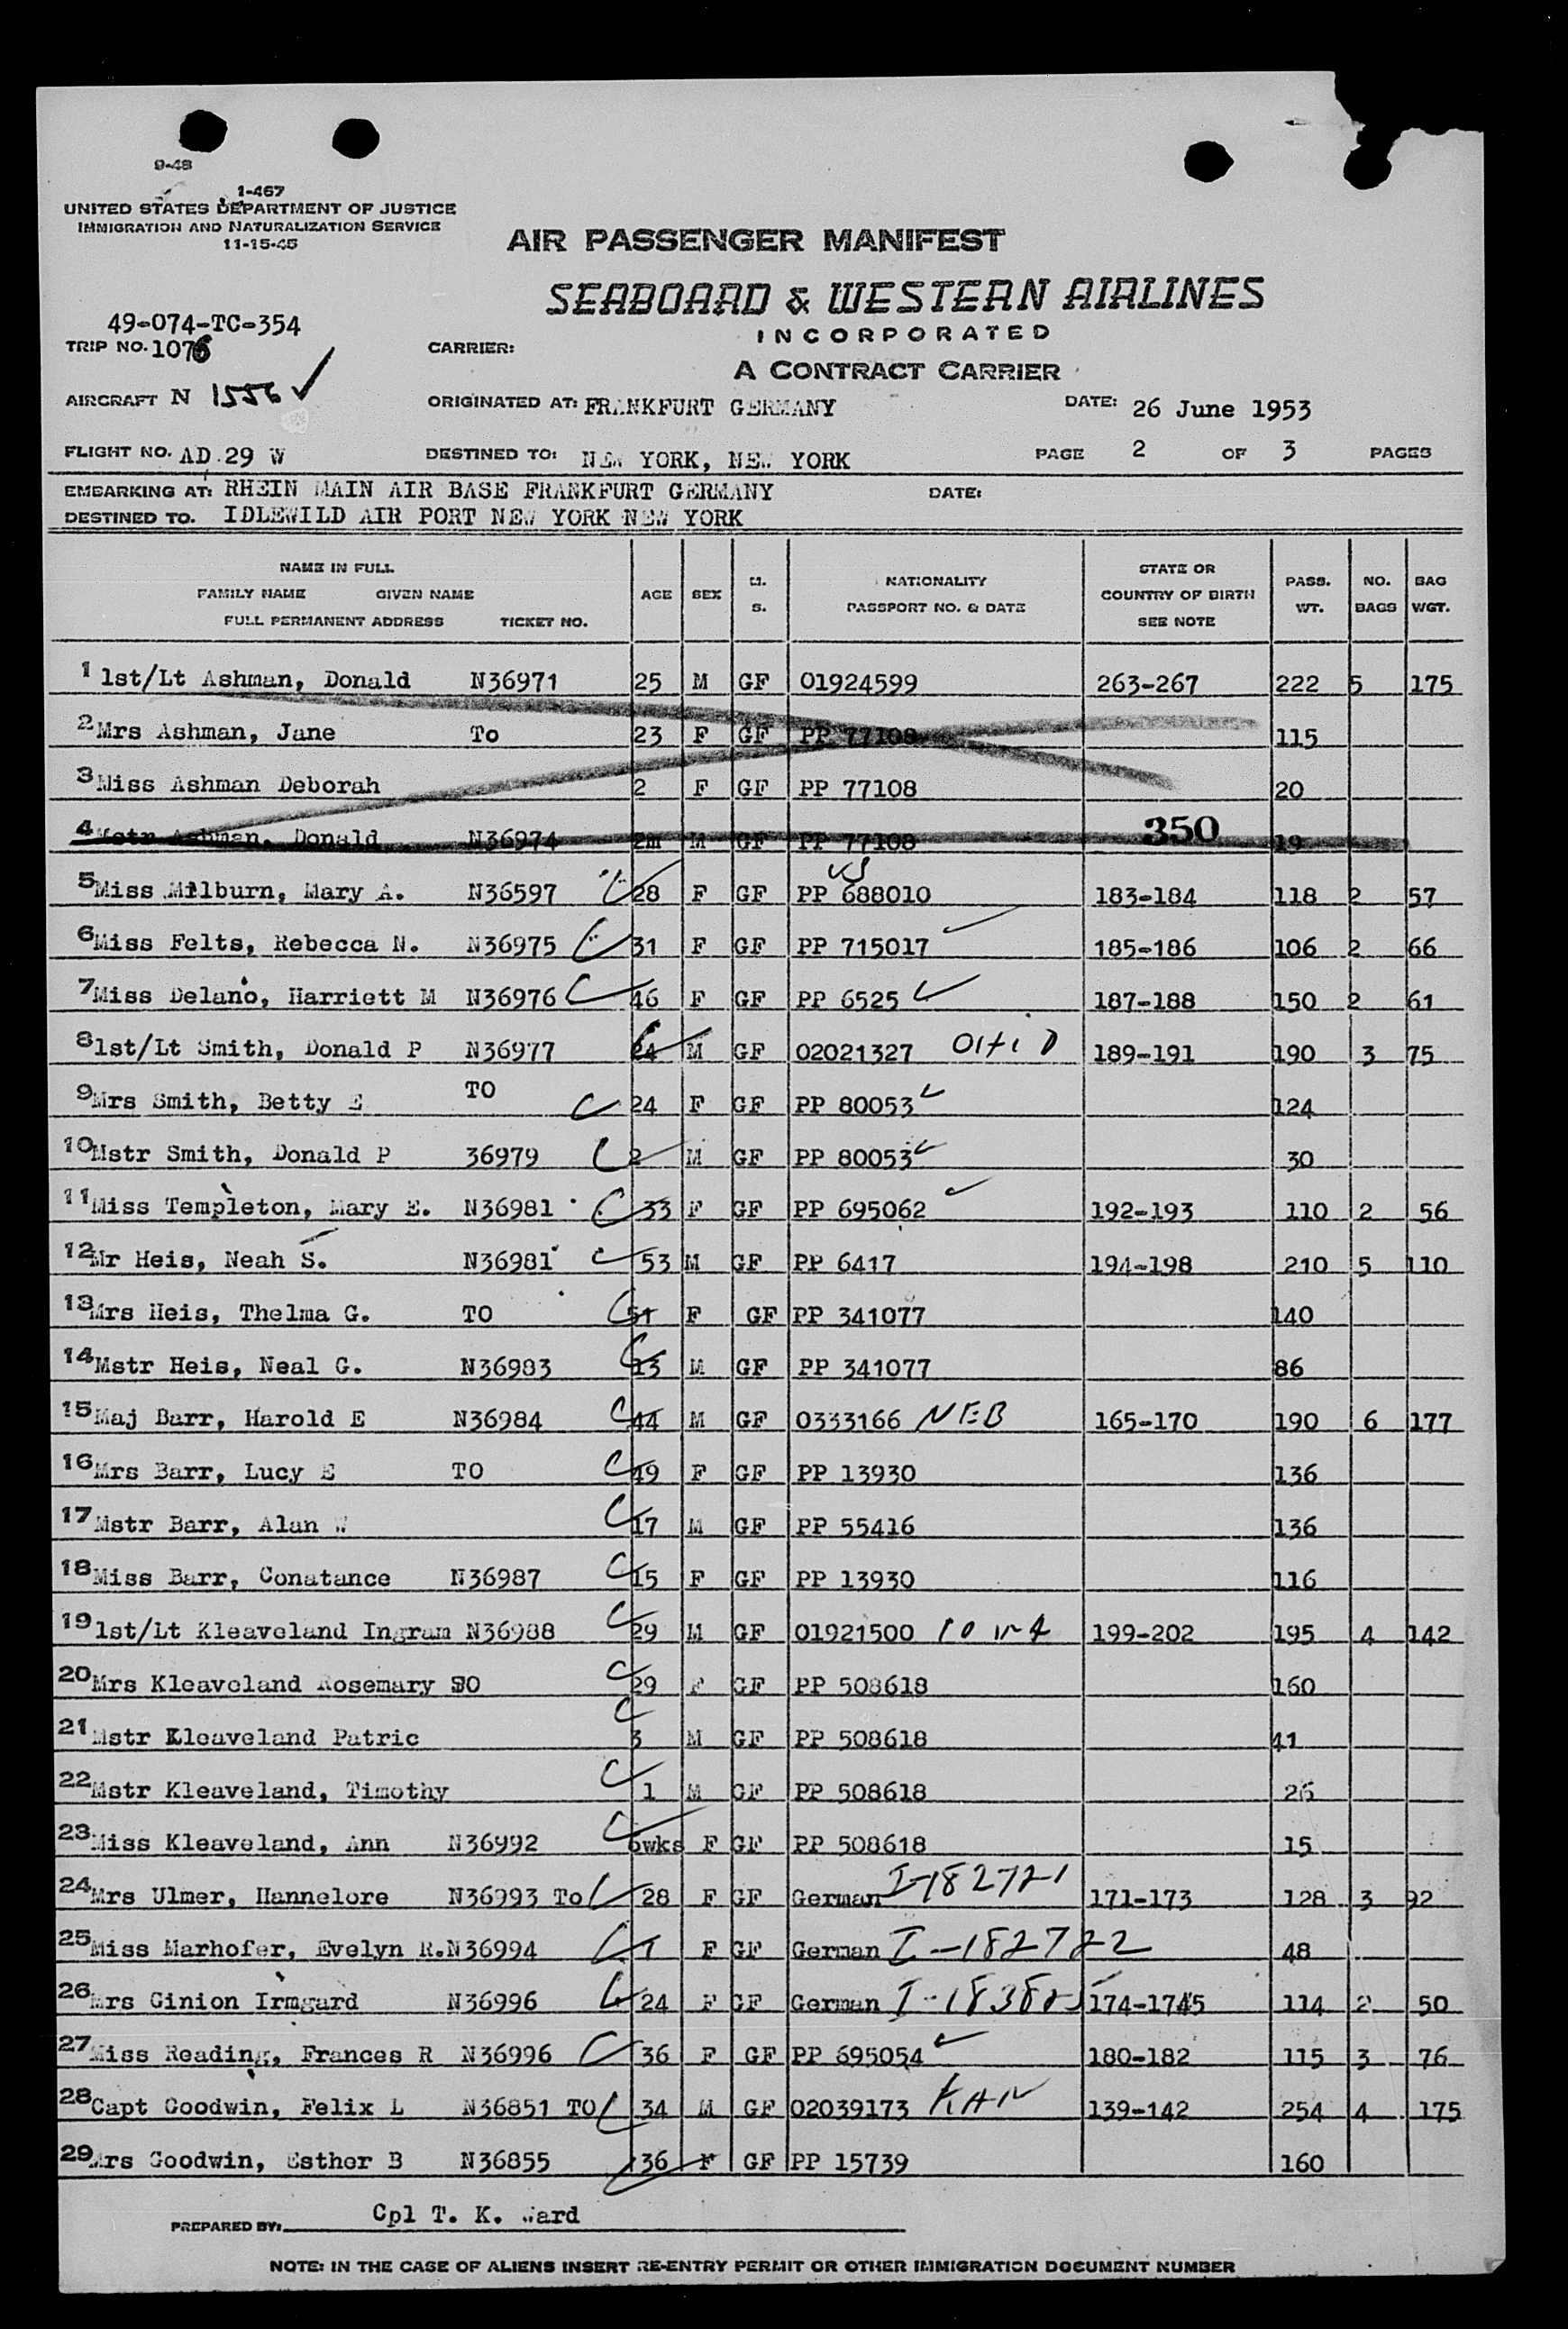 9-48
1-467
UNITED STATES DEPARTMENT OF JUSTICE
IMMIGRATION AND NATURALIZATION SERVICE
11-15-45
AIR PASSENGER MANIFEST
SEABOARD & WESTERN AIRLINES
INCORPORATED
A CONTRACT CARRIER
49-074-TC-354
TRIP NO. 1076
CARRIER:
AIRCRAFT N 1556 ✓
ORIGINATED AT: FRANKFURT GERMANY DATE: 26 June 1953
FLIGHT NO. AD 29 W DESTINED TO: NEW YORK, NEW YORK PAGE 2 OF 3 PAGES
EMBARKING AT: RHEIN MAIN AIR BASE FRANKFURT GERMANY DATE:
DESTINED TO. IDLEWILD AIR PORT NEW YORK NEW YORK
NAME IN FULL
FAMILY NAME GIVEN NAME
FULL PERMANENT ADDRESS TICKET NO.
AGE SEX M. S.
NATIONALITY
PASSPORT NO. & DATE
STATE OR
COUNTRY OF BIRTH
SEE NOTE
PASS. WT. NO. BAGS BAG WGT.
1 1st/Lt Ashman, Donald N36971 25 M GF 01924599 263-267 222 5 175
2 Mrs Ashman, Jane To 23 F GF PP 77108 115
3 Miss Ashman Deborah 2 F GF PP 77108 20
4 Mstr Ashman, Donald N36974 2m M GF PP 77108 350 19
5 Miss Milburn, Mary A. N36597 28 F GF PP 688010 183-184 118 2 57
6 Miss Felts, Rebecca N. N36975 31 F GF PP 715017 185-186 106 2 66
7 Miss Delano, Harriett M N36976 46 F GF PP 6525 187-188 150 2 61
8 1st/Lt Smith, Donald P N36977 24 M GF 02021327 189-191 190 3 75
9 Mrs Smith, Betty E TO 24 F GF PP 80053 124
10 Mstr Smith, Donald P 36979 2 M GF PP 80053 30
11 Miss Templeton, Mary E. N36981 33 F GF PP 695062 192-193 110 2 56
12 Mr Heis, Neah S. N36981 53 M GF PP 6417 194-198 210 5 110
13 Mrs Heis, Thelma G. TO 51 F GF PP 341077 140
14 Mstr Heis, Neal G. N36983 13 M GF PP 341077 86
15 Maj Barr, Harold E N36984 44 M GF 0333166 NEB 165-170 190 6 177
16 Mrs Barr, Lucy E TO 49 F GF PP 13930 136
17 Mstr Barr, Alan W 17 M GF PP 55416 136
18 Miss Barr, Conatance N36987 15 F GF PP 13930 116
19 1st/Lt Kleaveland Ingram N36988 29 M GF 01921500 199-202 195 4 142
20 Mrs Kleaveland Rosemary TO 29 F GF PP 508618 160
21 Mstr Kleaveland Patric 3 M GF PP 508618 41
22 Mstr Kleaveland, Timothy 1 M GF PP 508618 26
23 Miss Kleaveland, Ann N36992 6wks F GF PP 508618 15
24 Mrs Ulmer, Hannelore N36993 To 28 F GF German I-182721 171-173 128 3 92
25 Miss Marhofer, Evelyn R. N36994 7 F GF German I-182722 48
26 Mrs Ginion Irmgard N36996 24 F GF German I-183825 174-1745 114 2 50
27 Miss Reading, Frances R N36996 36 F GF PP 695054 180-182 115 3 76
28 Capt Goodwin, Felix L N36851 TO 34 M GF 02039173 KAN 139-142 254 4 175
29 Mrs Goodwin, Esther B N36855 36 F GF PP 15739 160
PREPARED BY: Cpl T. K. Ward
NOTE: IN THE CASE OF ALIENS INSERT RE-ENTRY PERMIT OR OTHER IMMIGRATION DOCUMENT NUMBER